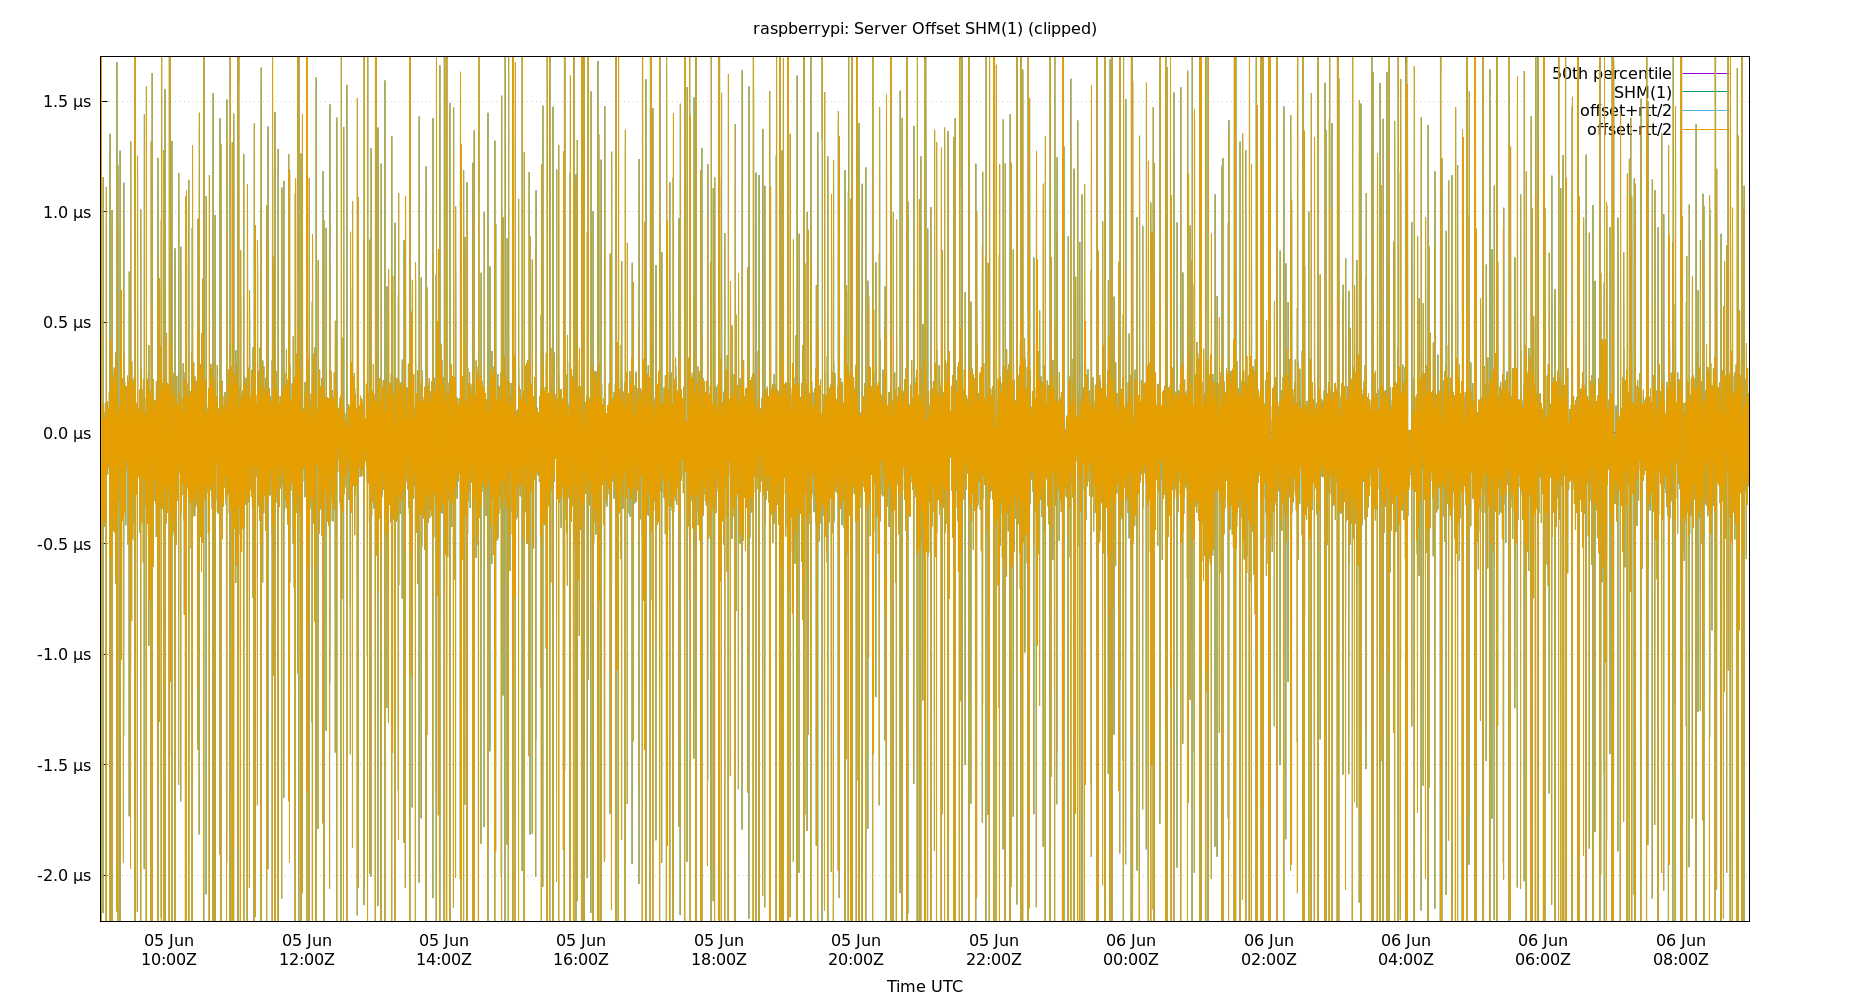 raspberrypi: Server Offset SHM(1) (clipped)
50th percentile
SHM(1)
offset+rtt/2
offset-rtt/2
1.5 µs
1.0 µs
0.5 µs
0.0 µs
-0.5 µs
-1.0 µs
-1.5 µs
-2.0 µs
05 Jun 05 Jun 05 Jun 05 Jun 05 Jun 05 Jun 05 Jun 06 Jun 06 Jun 06 Jun 06 Jun 06 Jun
10:00Z 12:00Z 14:00Z 16:00Z 18:00Z 20:00Z 22:00Z 00:00Z 02:00Z 04:00Z 06:00Z 08:00Z
Time UTC